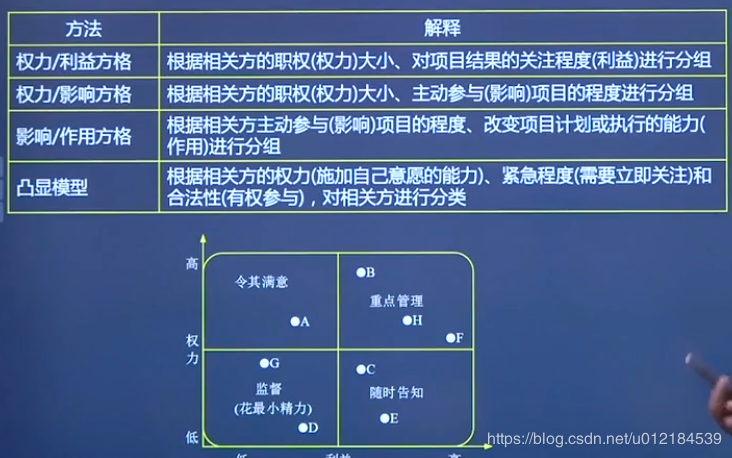 方法 解释
权力/利益方格 根据相关方的职权(权力)大小、对项目结果的关注程度(利益)进行分组
权力/影响方格 根据相关方的职权(权力)大小、主动参与(影响)项目的程度进行分组
影响/作用方格 根据相关方主动参与(影响)项目的程度、改变项目计划或执行的能力(
作用)进行分组
凸显模型 根据相关方的权力(施加自己意愿的能力)、紧急程度(需要立即关注)和
合法性(有权参与)，对相关方进行分类
高
令其满意
B
重点管理
A
H
F
权
力
G
C
监督
(花最小精力)
随时告知
E
D
低
https://blog.csdn.net/u012184539
低 利益 高